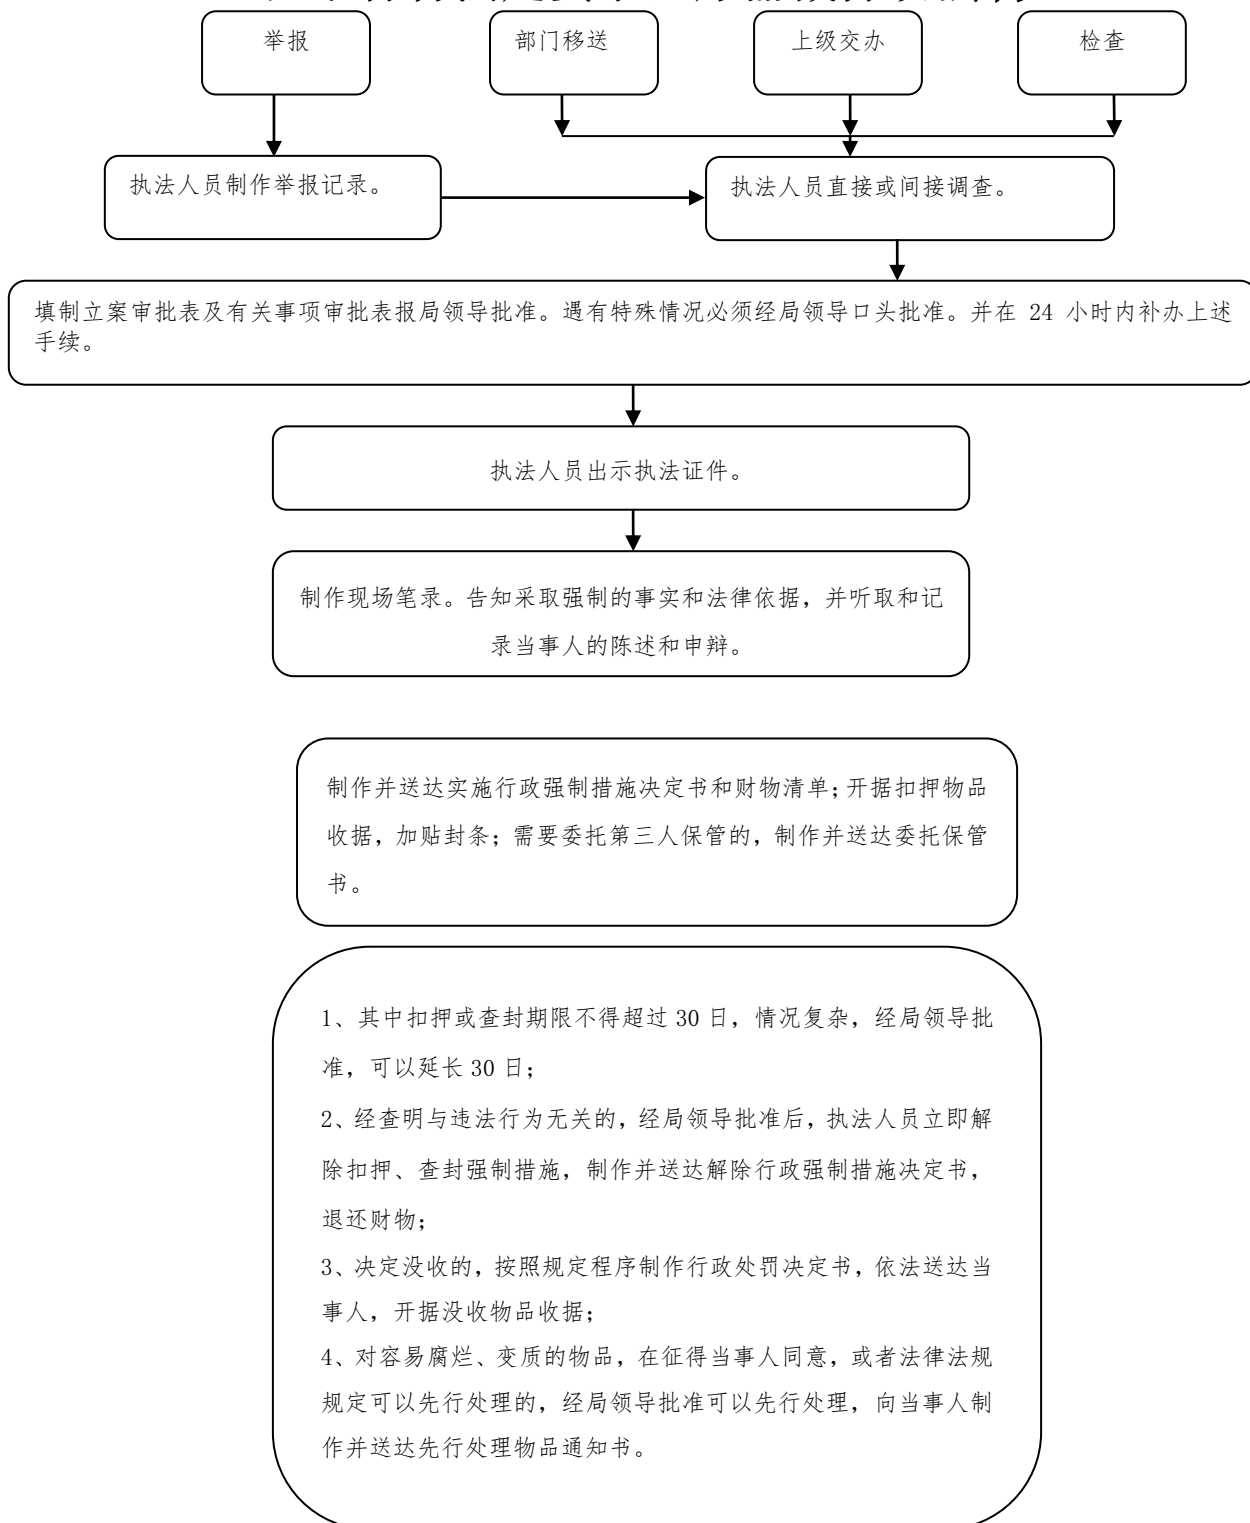 举报
部门移送
上级交办
检查
执法人员制作举报记录。
执法人员直接或间接调查。
填制立案审批表及有关事项审批表报局领导批准。遇有特殊情况必须经局领导口头批准。并在 24 小时内补办上述
手续。
执法人员出示执法证件。
制作现场笔录。告知采取强制的事实和法律依据，并听取和记
录当事人的陈述和申辩。
制作并送达实施行政强制措施决定书和财物清单；开据扣押物品
收据，加贴封条；需要委托第三人保管的，制作并送达委托保管
书。
1、其中扣押或查封期限不得超过 30 日，情况复杂，经局领导批
准，可以延长 30 日；
2、经查明与违法行为无关的，经局领导批准后，执法人员立即解
除扣押、查封强制措施，制作并送达解除行政强制措施决定书，
退还财物；
3、决定没收的，按照规定程序制作行政处罚决定书，依法送达当
事人，开据没收物品收据；
4、对容易腐烂、变质的物品，在征得当事人同意，或者法律法规
规定可以先行处理的，经局领导批准可以先行处理，向当事人制
作并送达先行处理物品通知书。